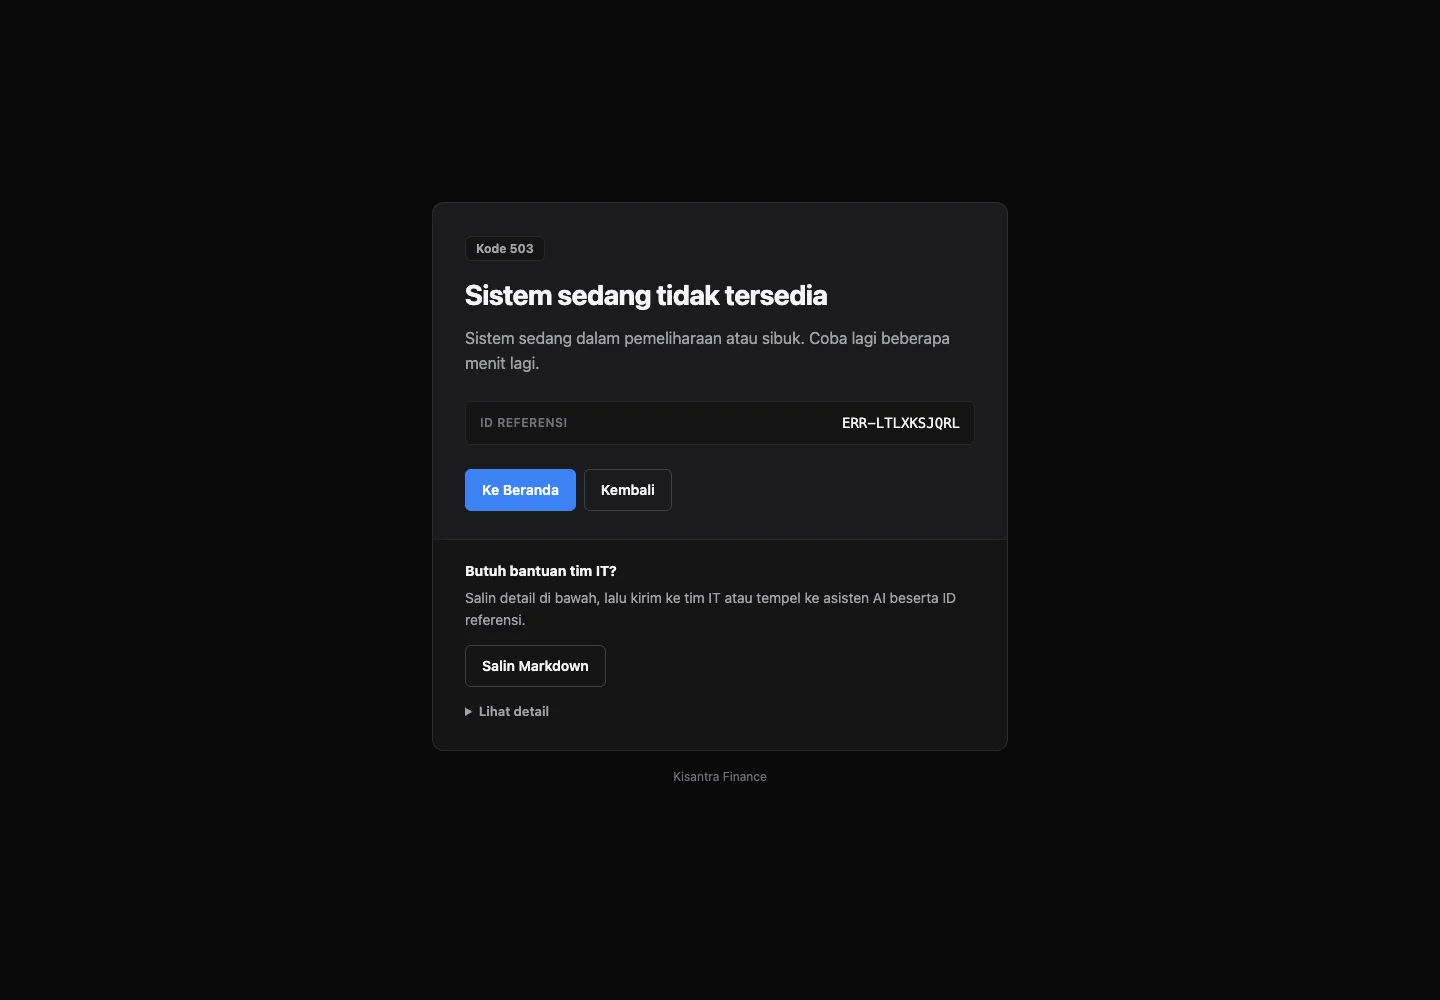 Kode 503
Sistem sedang tidak tersedia
Sistem sedang dalam pemeliharaan atau sibuk. Coba lagi beberapa
menit lagi.
ID REFERENSI ERR-LTLXKSJQRL
Ke Beranda Kembali
Butuh bantuan tim IT?
Salin detail di bawah, lalu kirim ke tim IT atau tempel ke asisten AI beserta ID
referensi.
Salin Markdown
Lihat detail
Kisantra Finance